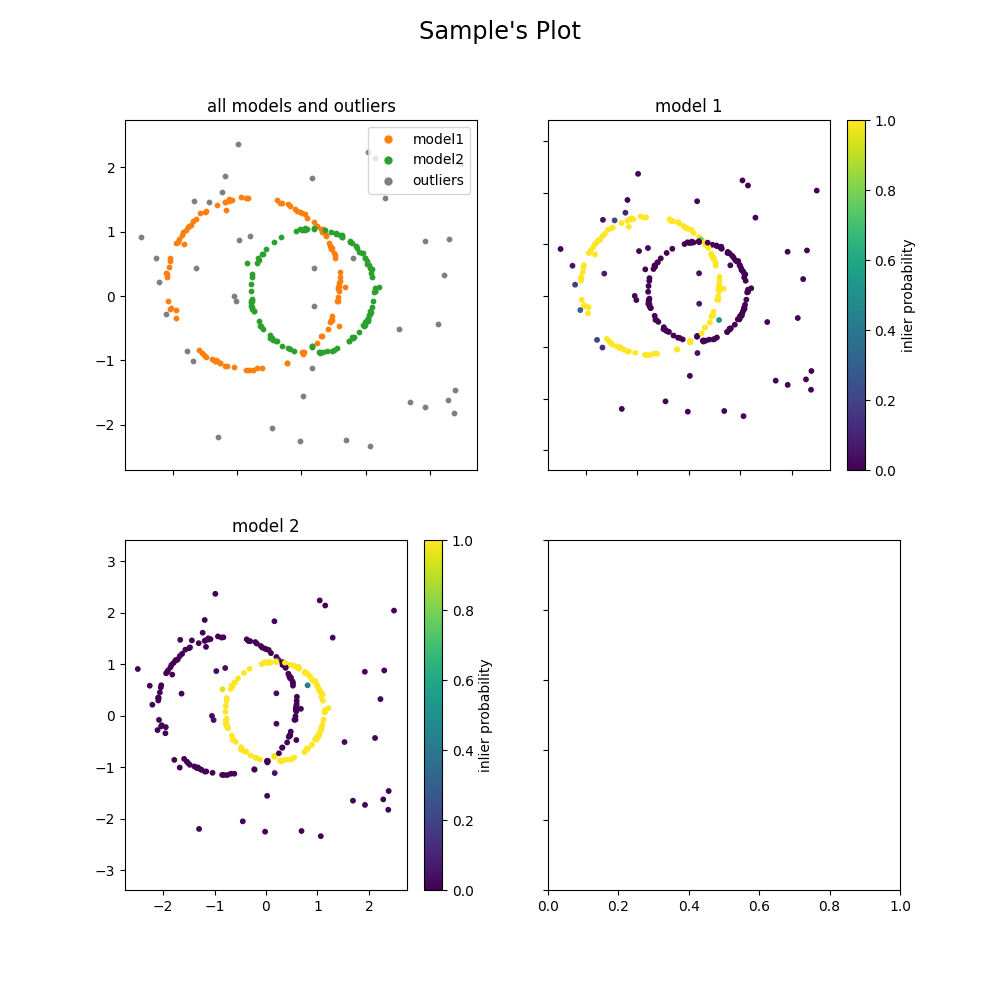 Sample's Plot
all models and outliers
model1
model2
outliers
2
1
0
−1
−2
model 1
1.0
0.8
0.6
0.4
0.2
0.0
inlier probability
model 2
3
2
1
0
−1
−2
−3
−2 −1 0 1 2
1.0
0.8
0.6
0.4
0.2
0.0
inlier probability
0.0 0.2 0.4 0.6 0.8 1.0